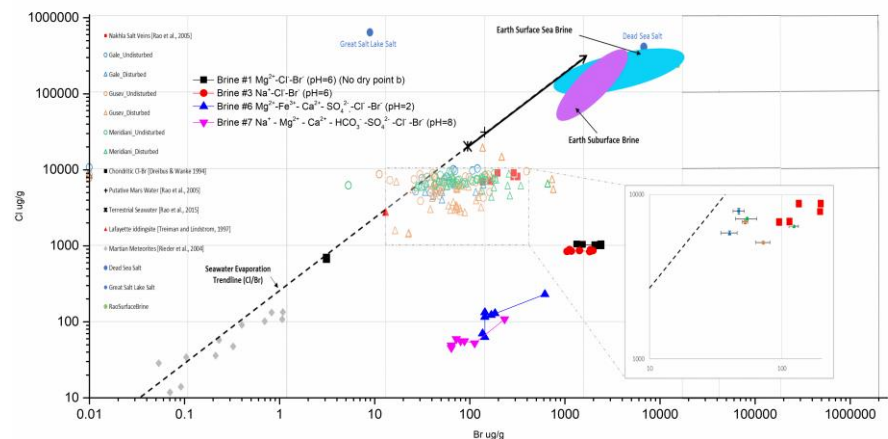 1000000
100000
10000
1000
100
10
Cl ug/g
0.01
0.1
1
10
100
1000
10000
100000
1000000
Br ug/g
Nakhla Salt Veins [Rao et al., 2005]
Gale_Undisturbed
Gale_Disturbed
Gusev_Undisturbed
Gusev_Disturbed
Meridiani_Undisturbed
Meridiani_Disturbed
Chondritic Cl-Br [Dreibus & Wanke 1994]
Putative Mars Water [Rao et al., 2005]
Terrestrial Seawater [Rao et al., 2015]
Lafayette iddingsite [Treiman and Lindstrom, 1997]
Martian Meteorites [Rieder et al., 2004]
Dead Sea Salt
Great Salt Lake Salt
RaoSurfaceBrine
Great Salt Lake Salt
Earth Surface Sea Brine
Dead Sea Salt
Brine #1 Mg²⁺-Cl⁻-Br⁻ (pH=6) (No dry point b)
Brine #3 Na⁺-Cl⁻-Br⁻ (pH=6)
Brine #6 Mg²⁺-Fe³⁺- Ca²⁺- SO₄²⁻-Cl⁻-Br⁻ (pH=2)
Brine #7 Na⁺ - Mg²⁺- Ca²⁺ - HCO₃⁻-SO₄²⁻-Cl⁻-Br⁻ (pH=8)
Earth Suburface Brine
Seawater Evaporation
Trendline (Cl/Br)
10000
1000
10
100